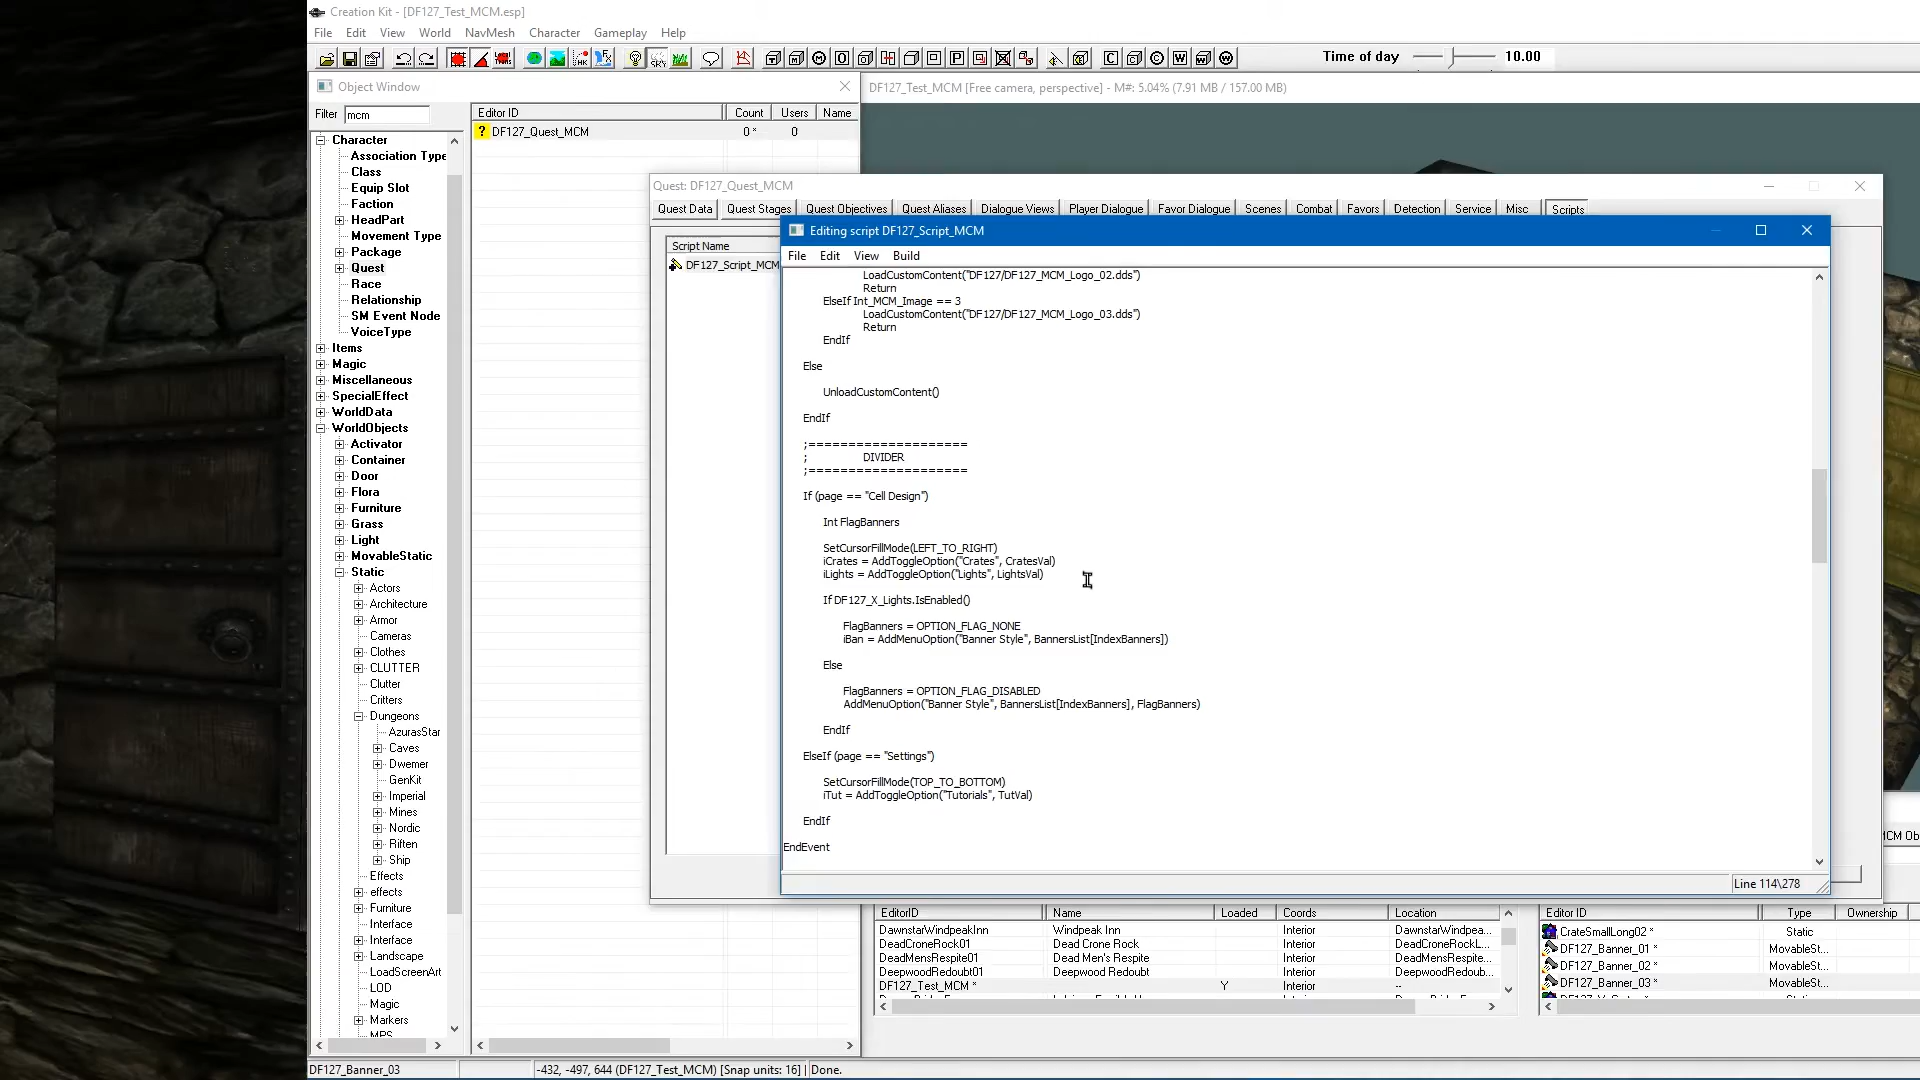 Creation Kit - [DF127_Test_MCM.esp]
File Edit View World NavMesh Character Gameplay Help
Time of day 10.00
Object Window
DF127_Test_MCM [Free camera, perspective] - M#: 5.04% (7.91 MB / 157.00 MB)
Filter mcm
Editor ID Count Users Name
DF127_Quest_MCM 0 * 0
Character
Association Type
Class
Equip Slot
Faction
HeadPart
Movement Type
Package
Quest
Race
Relationship
SM Event Node
VoiceType
Items
Magic
Miscellaneous
SpecialEffect
WorldData
WorldObjects
Activator
Container
Door
Flora
Furniture
Grass
Light
MovableStatic
Static
Actors
Architecture
Armor
Cameras
Clothes
CLUTTER
Clutter
Critters
Dungeons
AzurasStar
Caves
Dwemer
GenKit
Imperial
Mines
Nordic
Riften
Ship
Effects
effects
Furniture
Interface
Interface
Landscape
LoadScreenArt
LOD
Magic
Markers
MPS
Quest: DF127_Quest_MCM
Quest Data Quest Stages Quest Objectives Quest Aliases Dialogue Views Player Dialogue Favor Dialogue Scenes Combat Favors Detection Service Misc Scripts
Script Name
DF127_Script_MCM
Editing script DF127_Script_MCM
File Edit View Build
LoadCustomContent("DF127/DF127_MCM_Logo_02.dds")
Return
ElseIf Int_MCM_Image == 3
LoadCustomContent("DF127/DF127_MCM_Logo_03.dds")
Return
EndIf
Else
UnloadCustomContent()
EndIf
;====================
; DIVIDER
;====================
If (page == "Cell Design")
Int FlagBanners
SetCursorFillMode(LEFT_TO_RIGHT)
iCrates = AddToggleOption("Crates", CratesVal)
iLights = AddToggleOption("Lights", LightsVal)
If DF127_X_Lights.IsEnabled()
FlagBanners = OPTION_FLAG_NONE
iBan = AddMenuOption("Banner Style", BannersList[IndexBanners])
Else
FlagBanners = OPTION_FLAG_DISABLED
AddMenuOption("Banner Style", BannersList[IndexBanners], FlagBanners)
EndIf
ElseIf (page == "Settings")
SetCursorFillMode(TOP_TO_BOTTOM)
iTut = AddToggleOption("Tutorials", TutVal)
EndIf
EndEvent
Line 114\278
EditorID Name Loaded Coords Location
DawnstarWindpeakInn Windpeak Inn Interior DawnstarWindpea...
DeadCroneRock01 Dead Crone Rock Interior DeadCroneRockL...
DeadMensRespite01 Dead Men's Respite Interior DeadMensRespite...
DeepwoodRedoubt01 Deepwood Redoubt Interior DeepwoodRedoub...
DF127_Test_MCM * Y Interior --
Editor ID Type Ownership
CrateSmallLong02 * Static
DF127_Banner_01 * MovableSt...
DF127_Banner_02 * MovableSt...
DF127_Banner_03 * MovableSt...
DF127_Banner_03
-432, -497, 644 (DF127_Test_MCM) [Snap units: 16] Done.